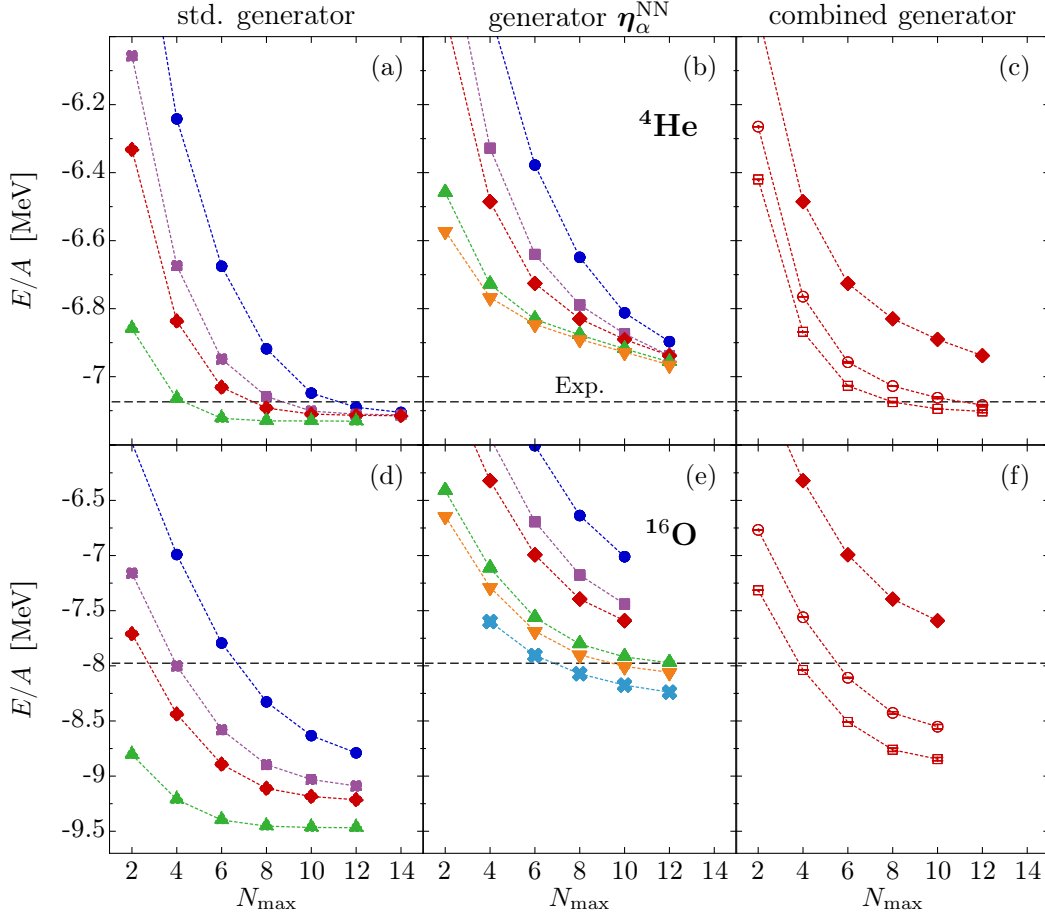 std. generator
generator η_α^NN
combined generator
(a)
(b)
(c)
-6.2
-6.4
-6.6
-6.8
-7
E/A [MeV]
⁴He
Exp.
(d)
(e)
(f)
-6.5
-7
-7.5
-8
-8.5
-9
-9.5
E/A [MeV]
¹⁶O
2 4 6 8 10 12 14
2 4 6 8 10 12 14
2 4 6 8 10 12 14
N_max
N_max
N_max